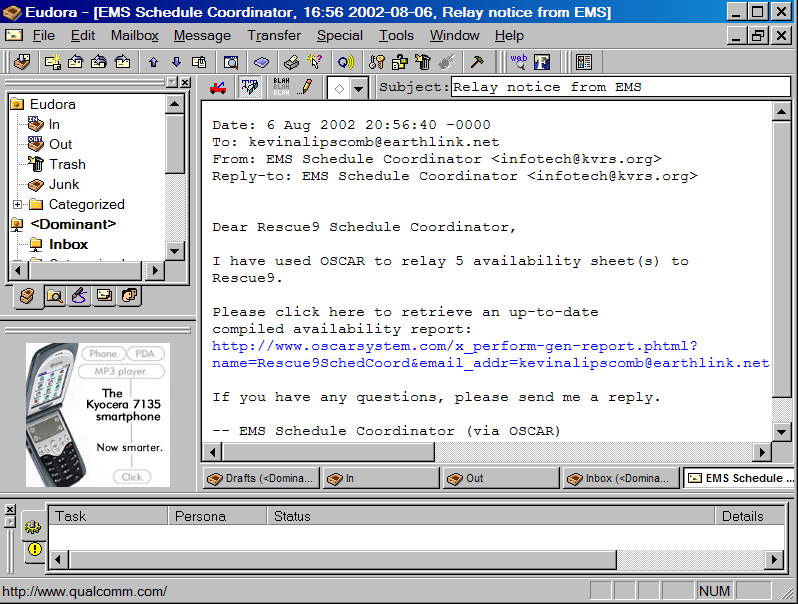 Eudora - [EMS Schedule Coordinator, 16:56 2002-08-06, Relay notice from EMS]
File Edit Mailbox Message Transfer Special Tools Window Help
BLAH
BLAH
BLAH
Subject: Relay notice from EMS
Eudora
In
Out
Trash
Junk
Categorized
<Dominant>
Inbox
Date: 6 Aug 2002 20:56:40 -0000
To: kevinalipscomb@earthlink.net
From: EMS Schedule Coordinator <infotech@kvrs.org>
Reply-to: EMS Schedule Coordinator <infotech@kvrs.org>
Dear Rescue9 Schedule Coordinator,
I have used OSCAR to relay 5 availability sheet(s) to
Rescue9.
Please click here to retrieve an up-to-date
compiled availability report:
http://www.oscarsystem.com/x_perform-gen-report.phtml?
name=Rescue9SchedCoord&email_addr=kevinalipscomb@earthlink.net
If you have any questions, please send me a reply.
-- EMS Schedule Coordinator (via OSCAR)
Phone. PDA.
MP3 player.
The
Kyocera 7135
smartphone
Now smarter.
Click.
Drafts (<Domina... In Out Inbox (<Domina... EMS Schedule ...
Task Persona Status Details
http://www.qualcomm.com/ NUM